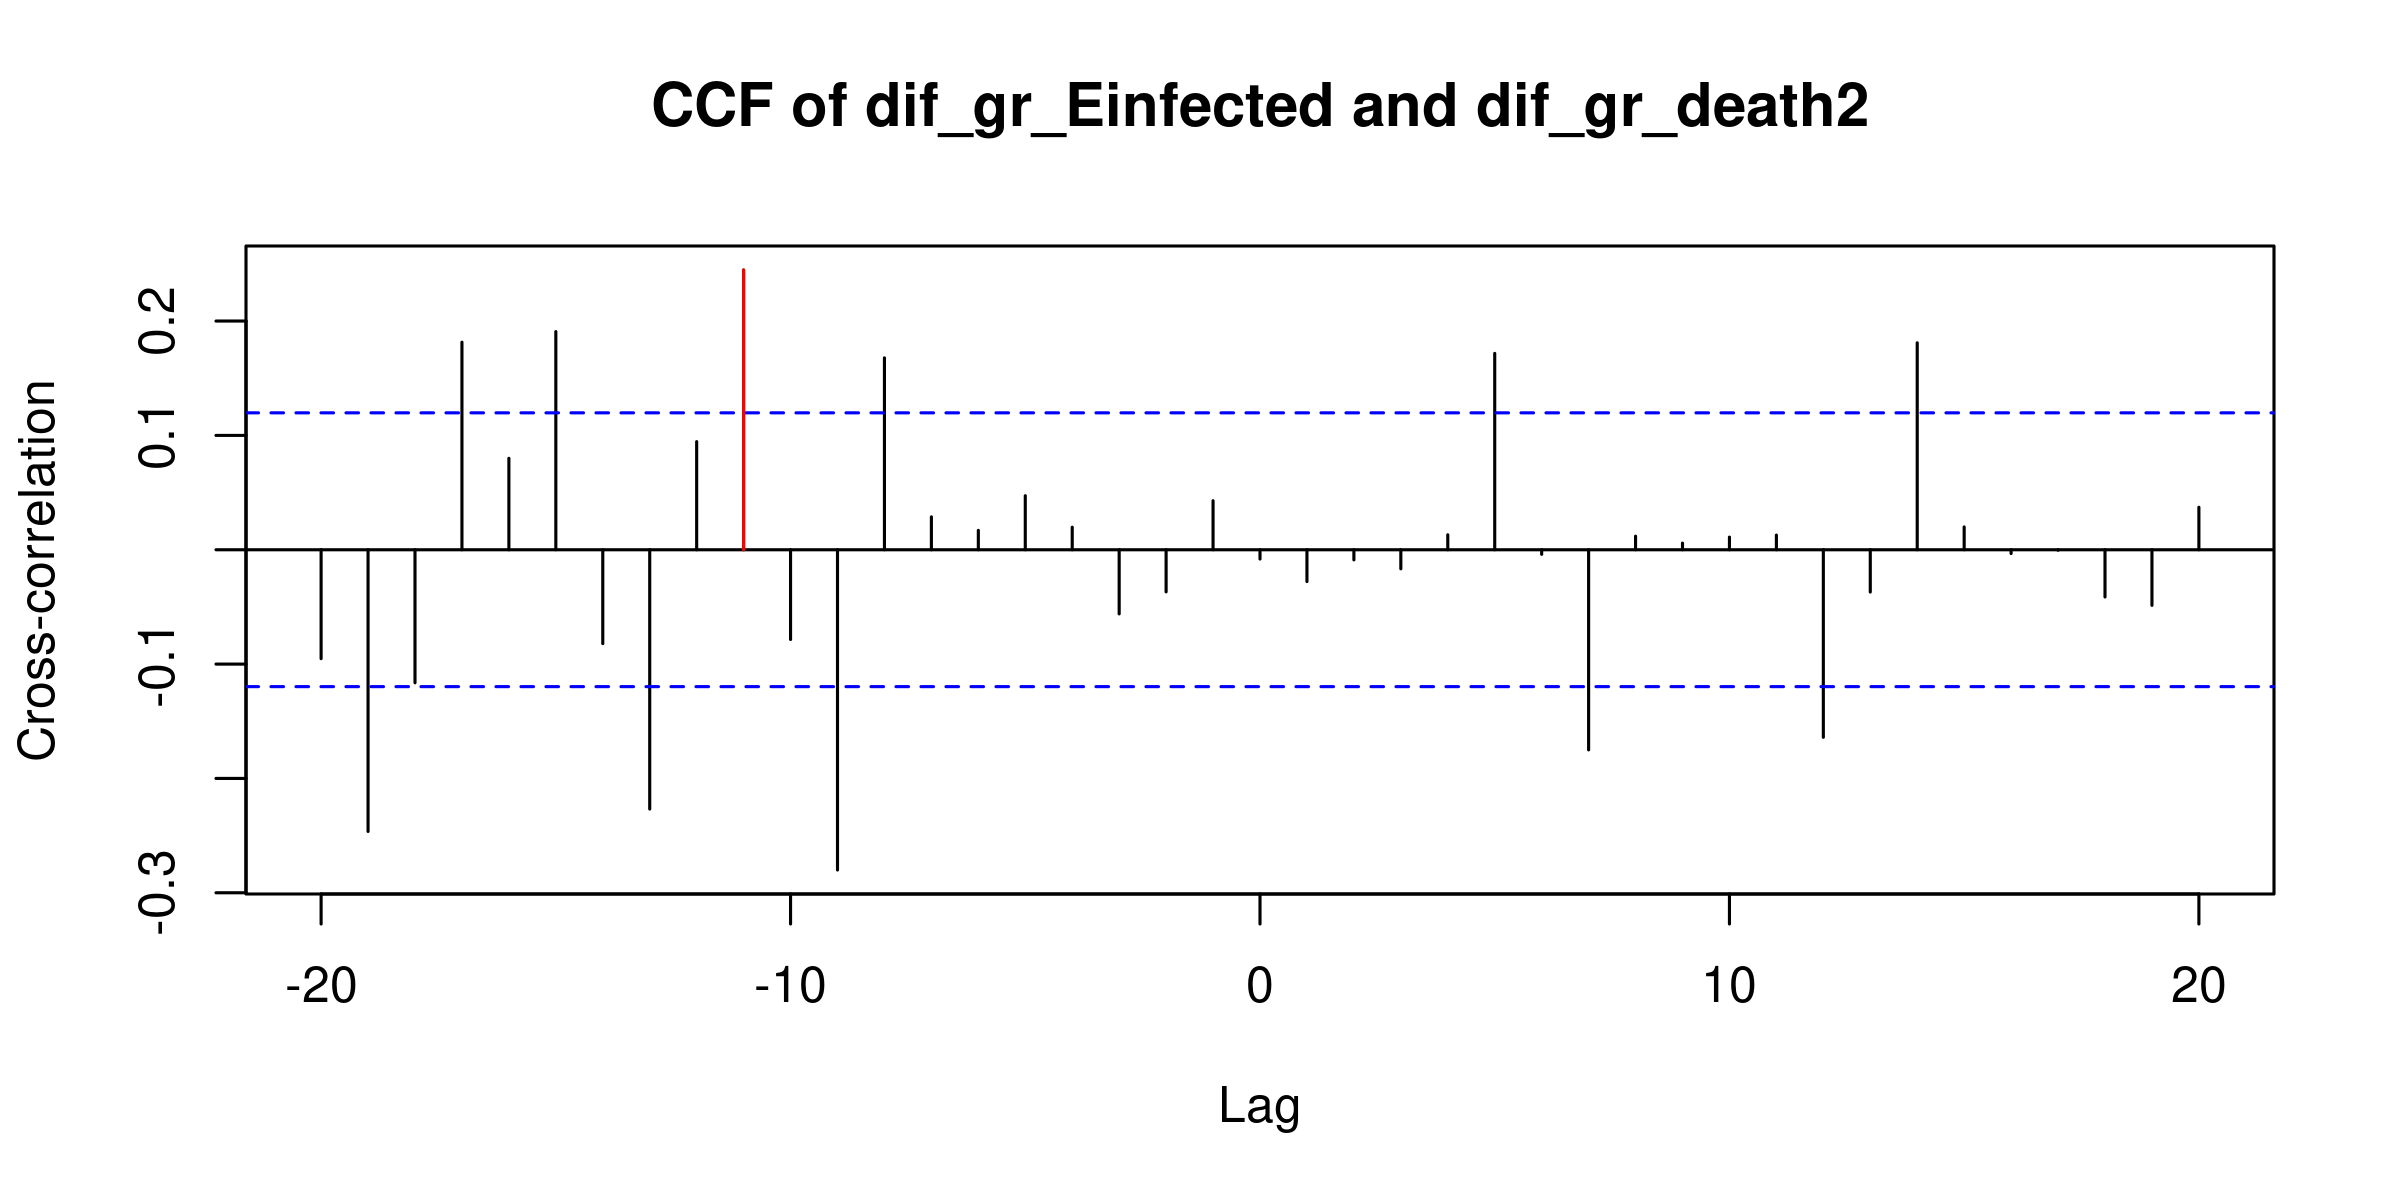 CCF of dif_gr_Einfected and dif_gr_death2
Cross-correlation
0.2
0.1
-0.1
-0.3
-20 -10 0 10 20
Lag